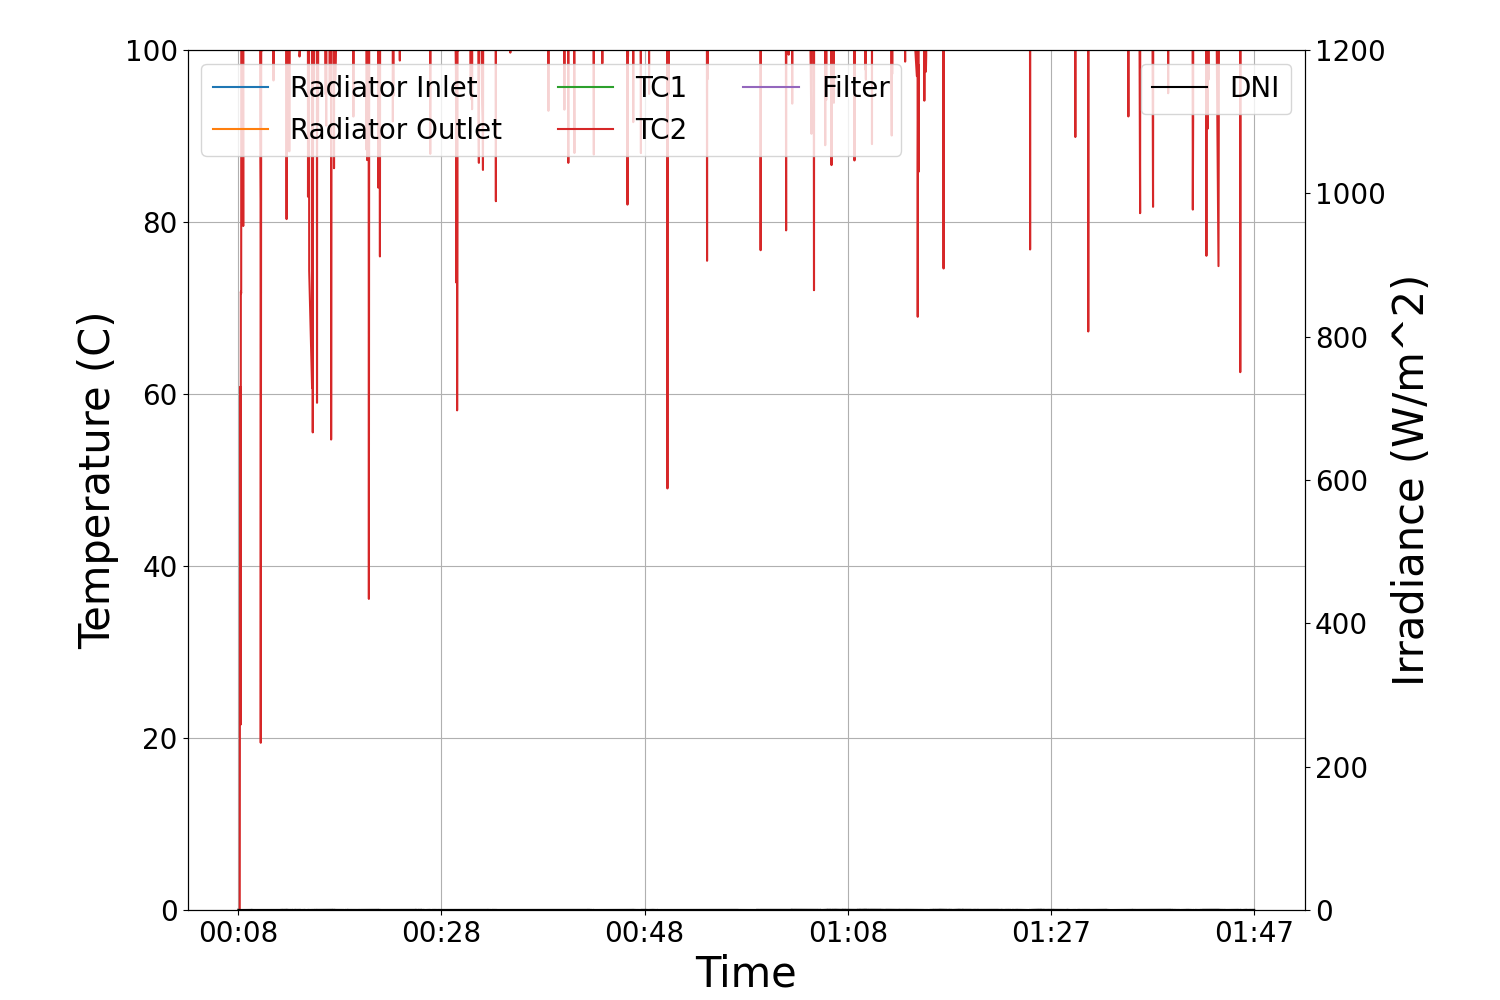 100
80
60
40
20
0
Temperature (C)
Radiator Inlet
Radiator Outlet
TC1
TC2
Filter
DNI
1200
1000
800
600
400
200
0
Irradiance (W/m^2)
00:08 00:28 00:48 01:08 01:27 01:47
Time